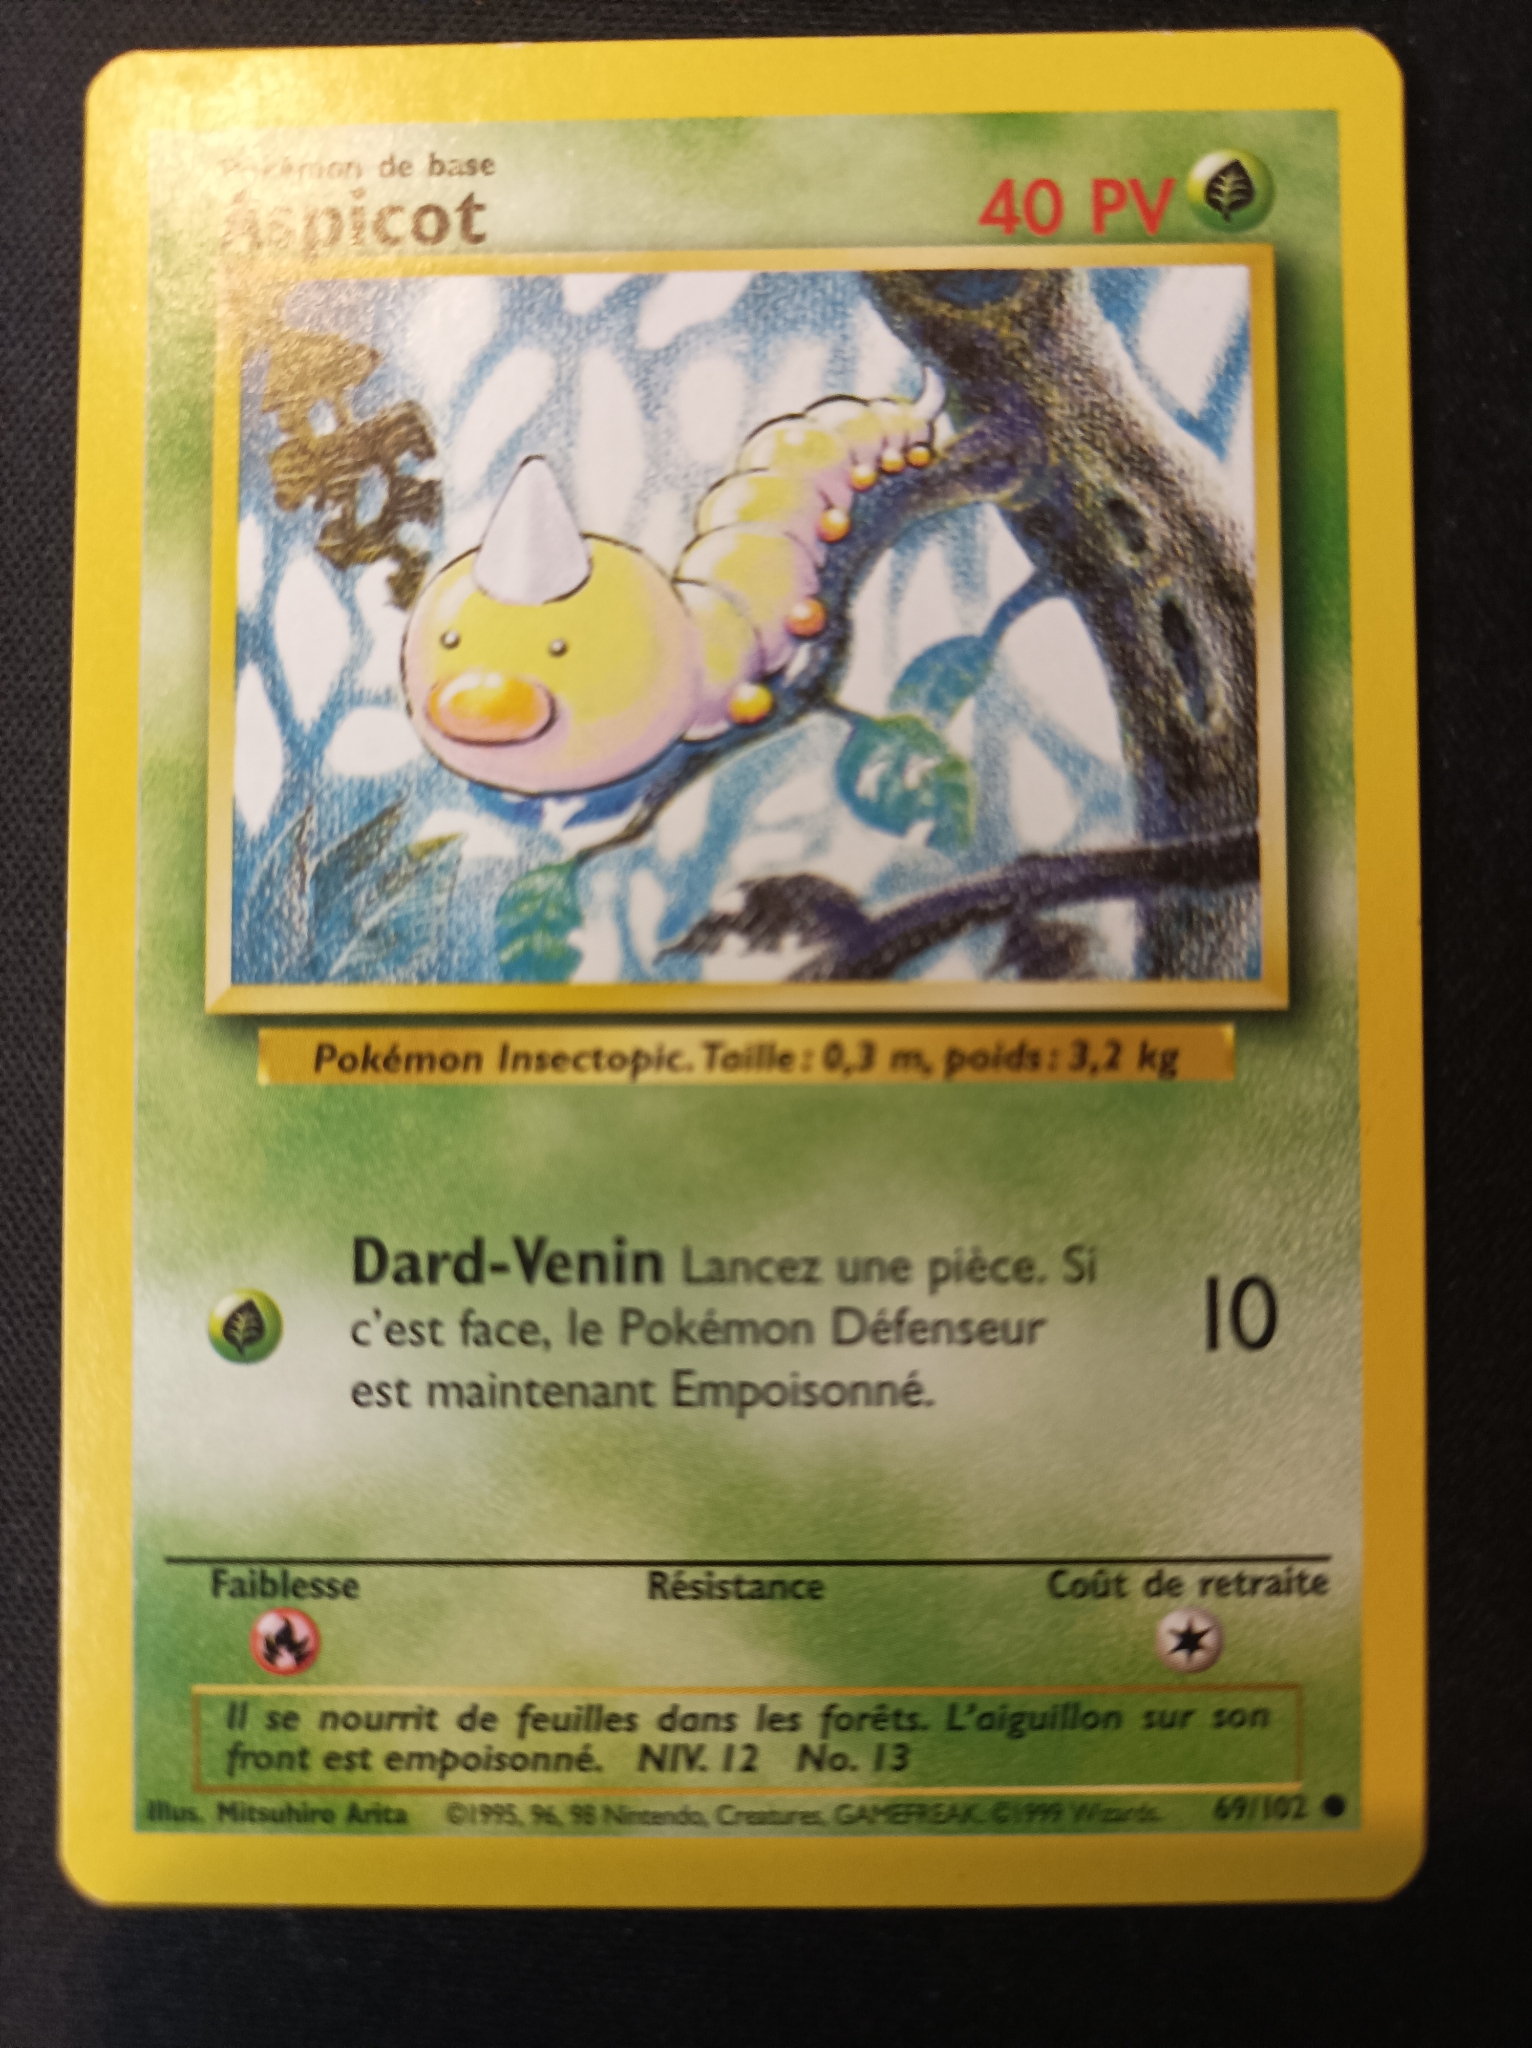 Pokémon de base
Aspicot
40 PV
Pokémon Insectopic. Taille : 0,3 m, poids : 3,2 kg
Dard-Venin Lancez une pièce. Si
c'est face, le Pokémon Défenseur
est maintenant Empoisonné.
10
Faiblesse Résistance Coût de retraite
Il se nourrit de feuilles dans les forêts. L'aiguillon sur son
front est empoisonné. NIV. 12 No. 13
Illus. Mitsuhiro Arita ©1995, 96, 98 Nintendo, Creatures, GAMEFREAK. ©1999 Wizards. 69/102